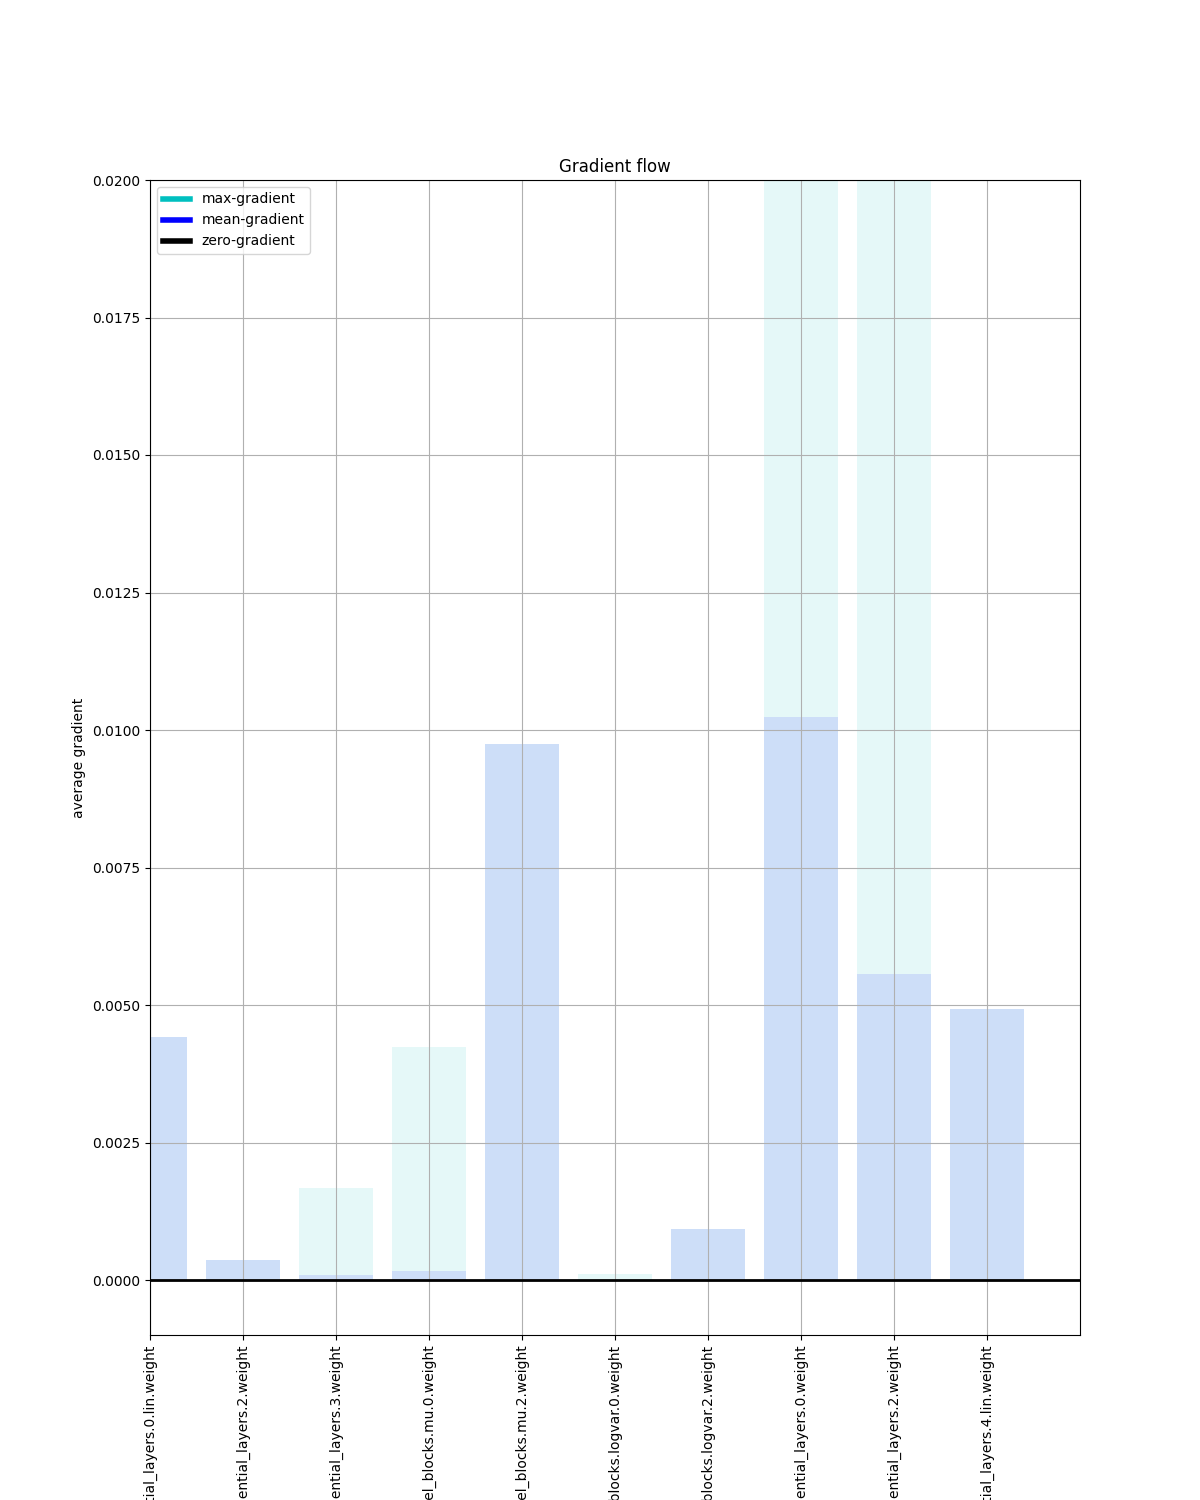 Gradient flow
max-gradient
mean-gradient
zero-gradient
0.0200
0.0175
0.0150
0.0125
0.0100
0.0075
0.0050
0.0025
0.0000
average gradient
tial_layers.0.lin.weight
ential_layers.2.weight
ential_layers.3.weight
el_blocks.mu.0.weight
el_blocks.mu.2.weight
blocks.logvar.0.weight
blocks.logvar.2.weight
ential_layers.0.weight
ential_layers.2.weight
tial_layers.4.lin.weight